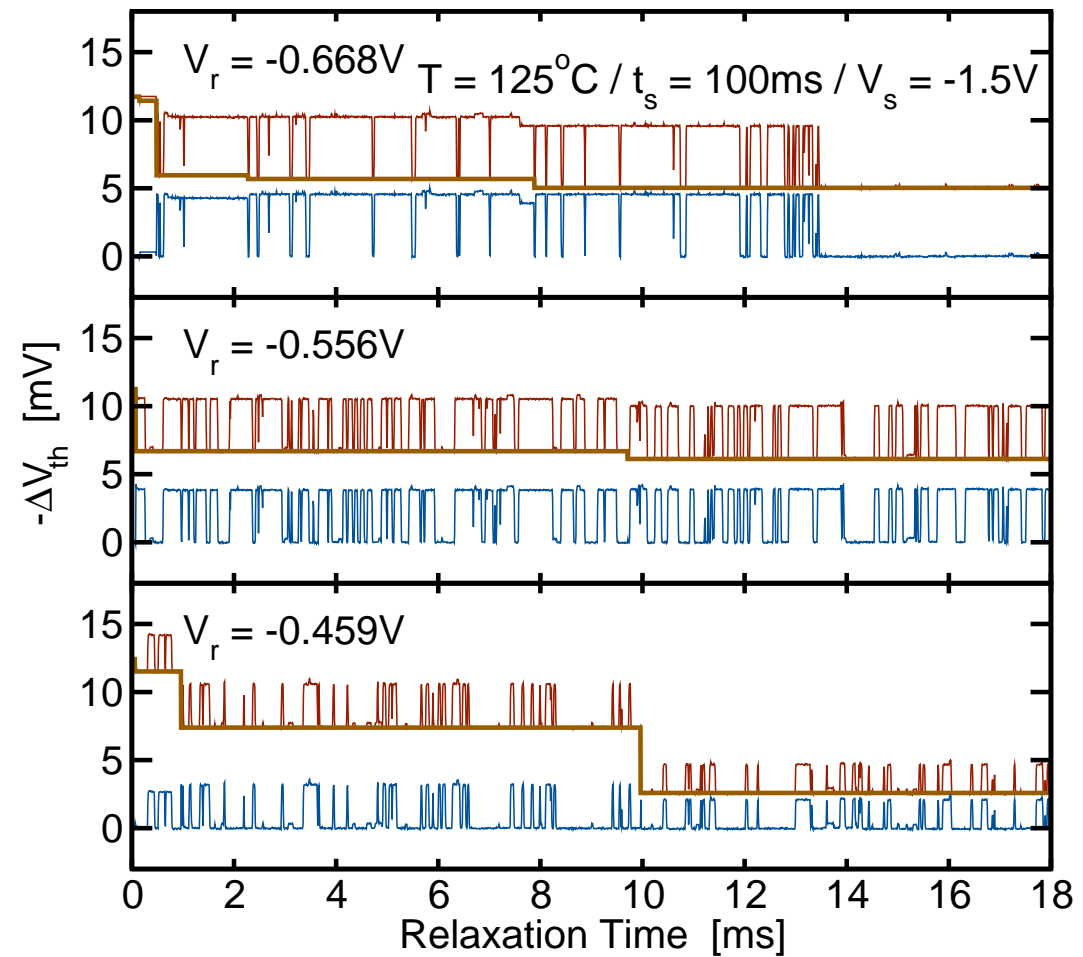 15
10
5
0
V_r = -0.668V
T = 125°C / t_s = 100ms / V_s = -1.5V
15
10
5
0
V_r = -0.556V
-ΔV_th [mV]
15
10
5
0
V_r = -0.459V
0 2 4 6 8 10 12 14 16 18
Relaxation Time [ms]